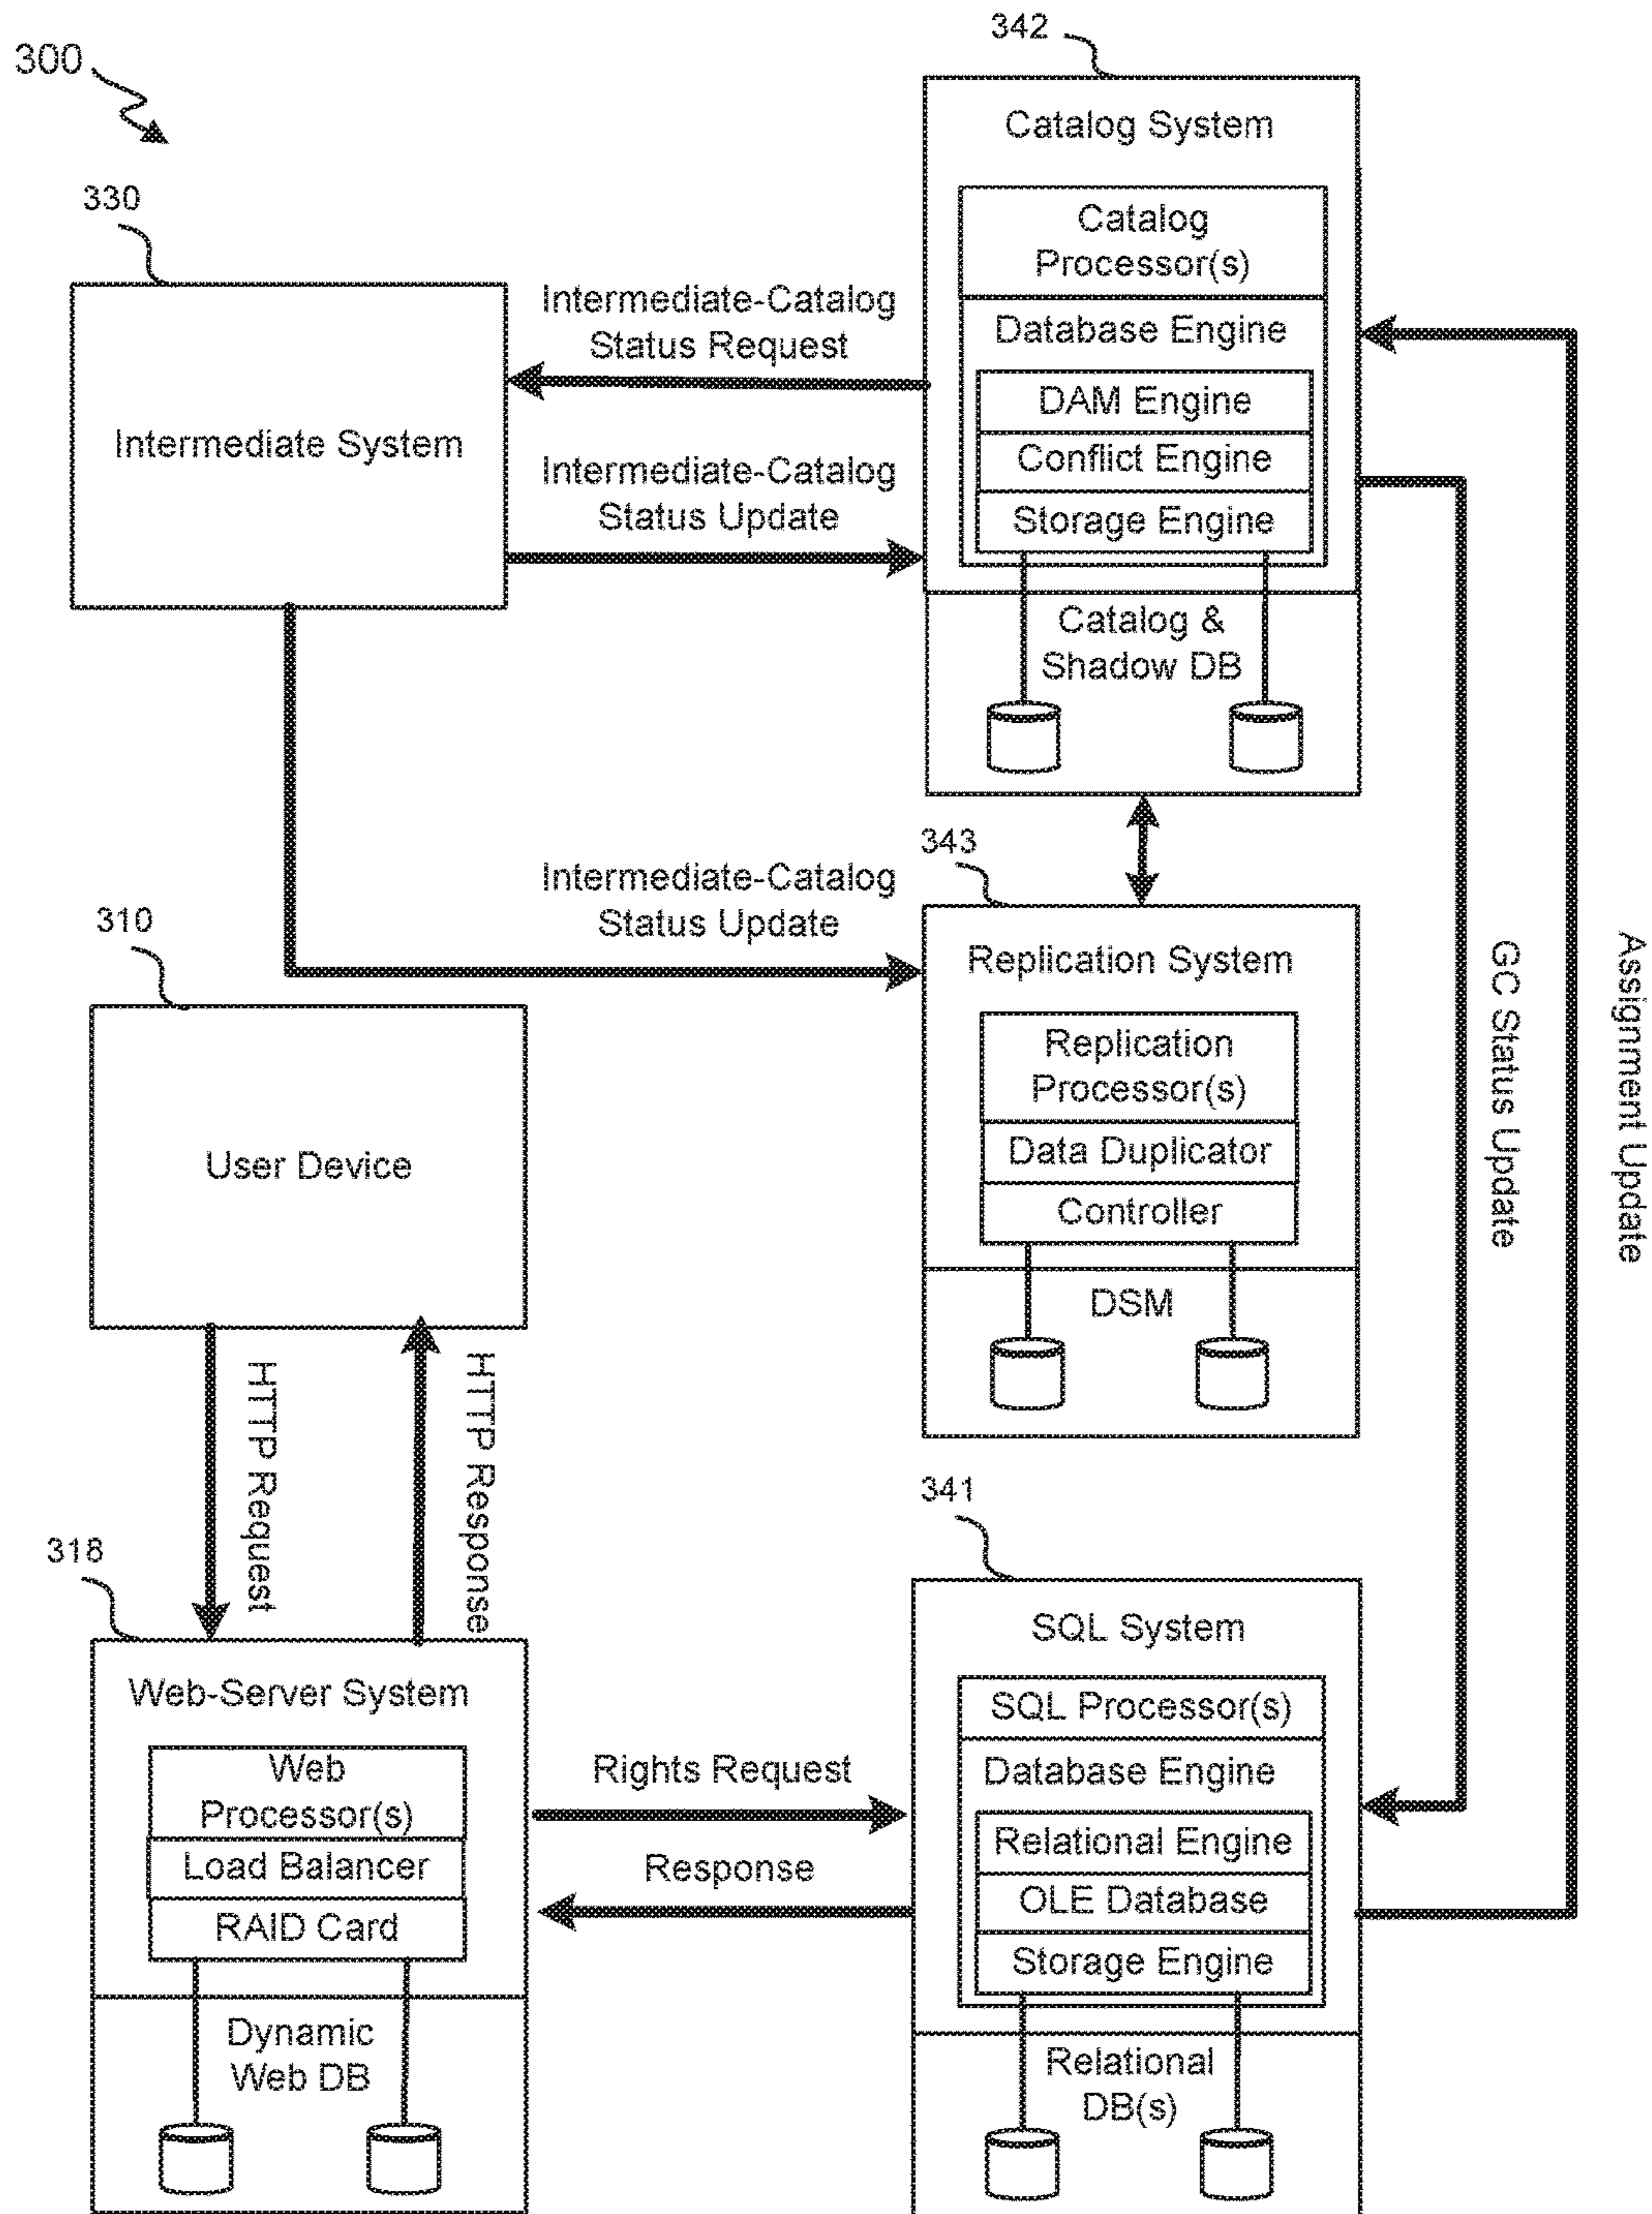 300
342
Catalog System
Catalog
Processor(s)
Database Engine
DAM Engine
Conflict Engine
Storage Engine
Catalog &
Shadow DB
330
Intermediate System
Intermediate-Catalog
Status Request
Intermediate-Catalog
Status Update
Intermediate-Catalog
Status Update
343
Replication System
Replication
Processor(s)
Data Duplicator
Controller
DSM
GC Status Update
Assignment Update
310
User Device
HTTP Request
HTTP Response
318
Web-Server System
Web
Processor(s)
Load Balancer
RAID Card
Dynamic
Web DB
Rights Request
Response
341
SQL System
SQL Processor(s)
Database Engine
Relational Engine
OLE Database
Storage Engine
Relational
DB(s)